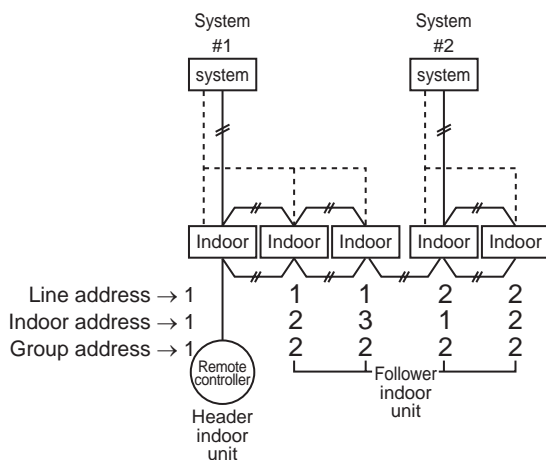 System
#1
System
#2
system
system
Indoor Indoor Indoor Indoor Indoor
Line address → 1 1 1 2 2
Indoor address → 1 2 3 1 2
Group address → 1 2 2 2 2
Remote
controller
Header
indoor
unit
Follower
indoor
unit